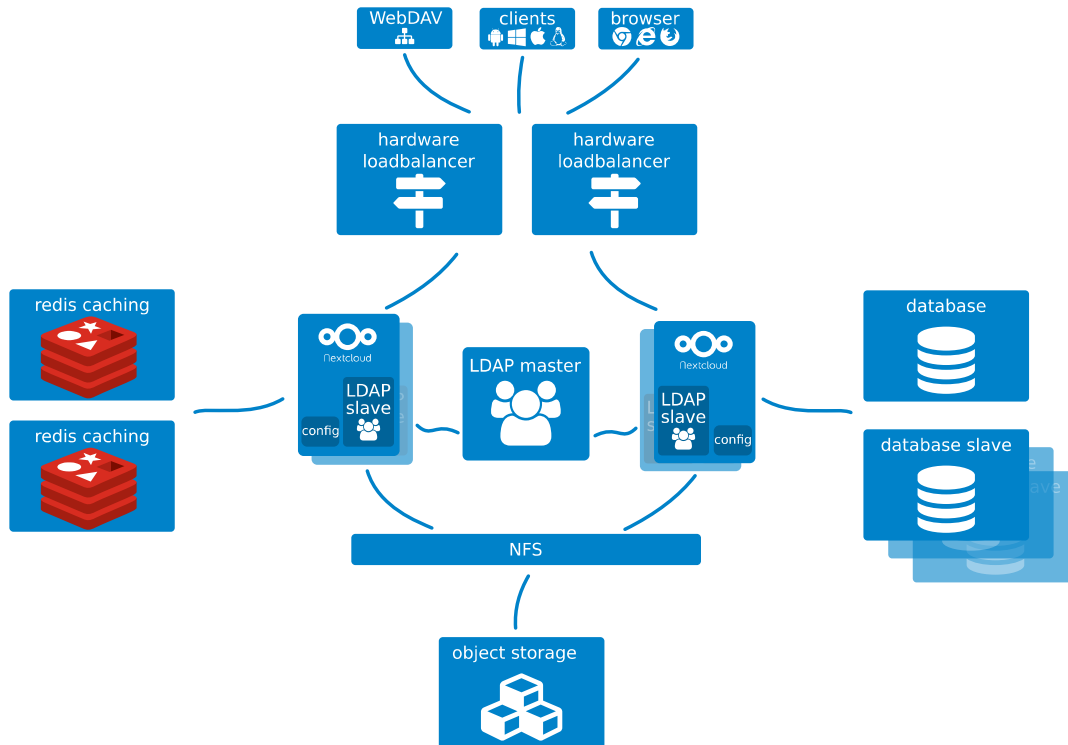 WebDAV
clients
browser
hardware
loadbalancer
hardware
loadbalancer
redis caching
redis caching
Nextcloud
LDAP
slave
config
LDAP master
Nextcloud
LDAP
slave
config
database
database slave
NFS
object storage